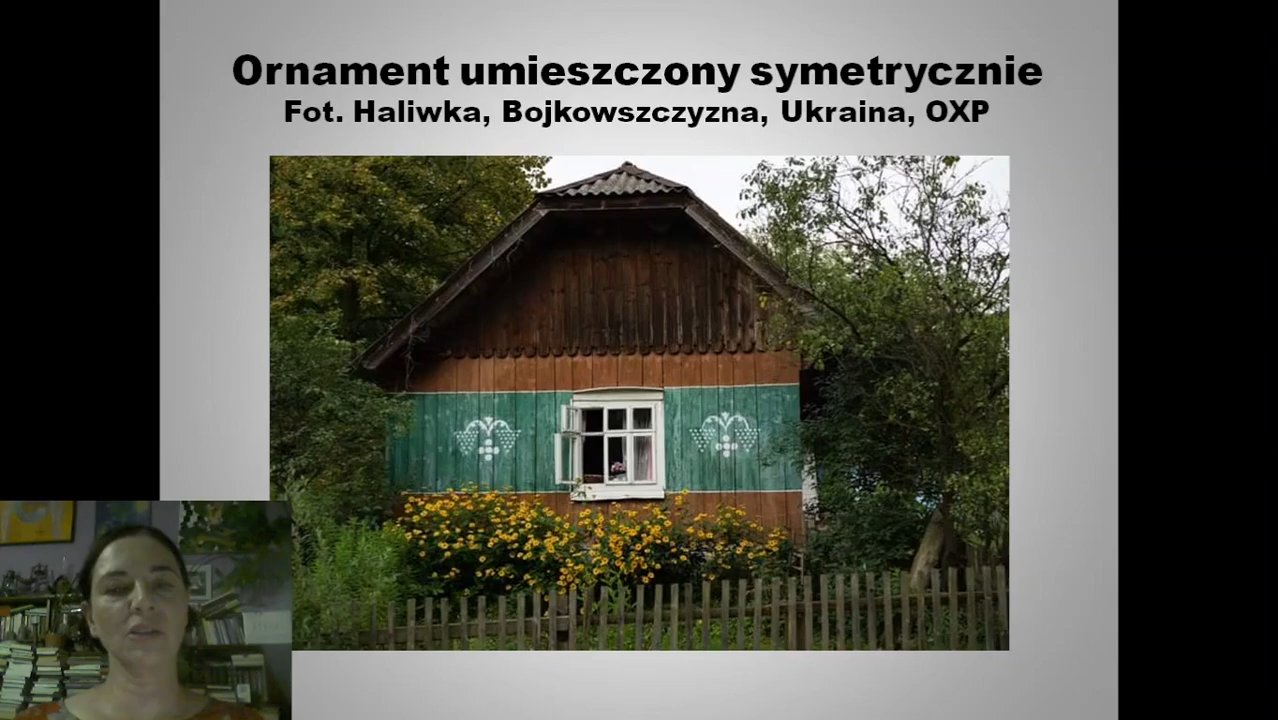 Ornament umieszczony symetrycznie
Fot. Haliwka, Bojkowszczyzna, Ukraina, OXP